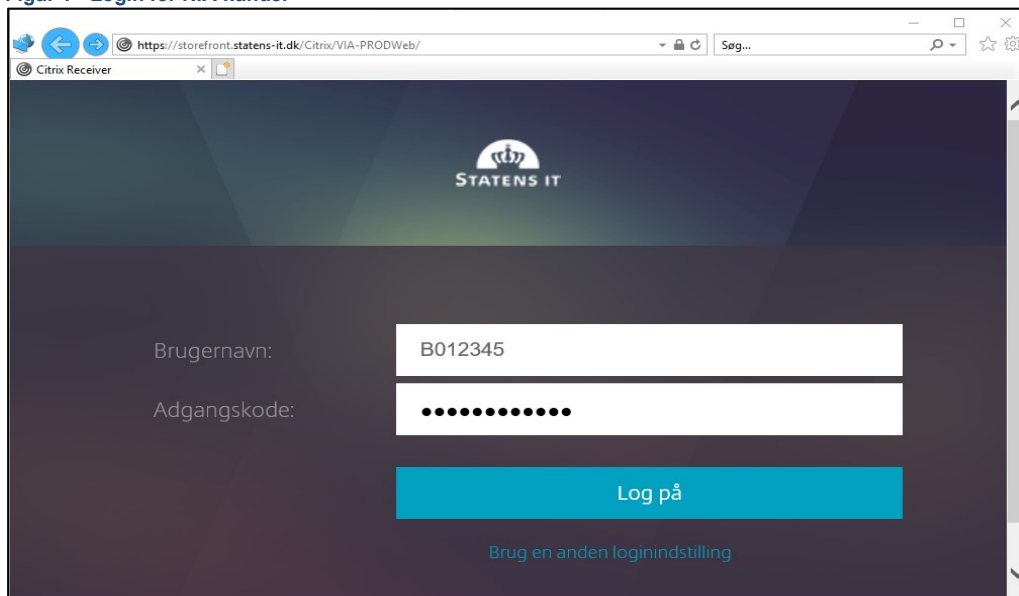 https://storefront.statens-it.dk/Citrix/VIA-PRODWeb/
Søg...
Citrix Receiver
STATENS IT
Brugernavn:
B012345
Adgangskode:
Log på
Brug en anden loginindstilling